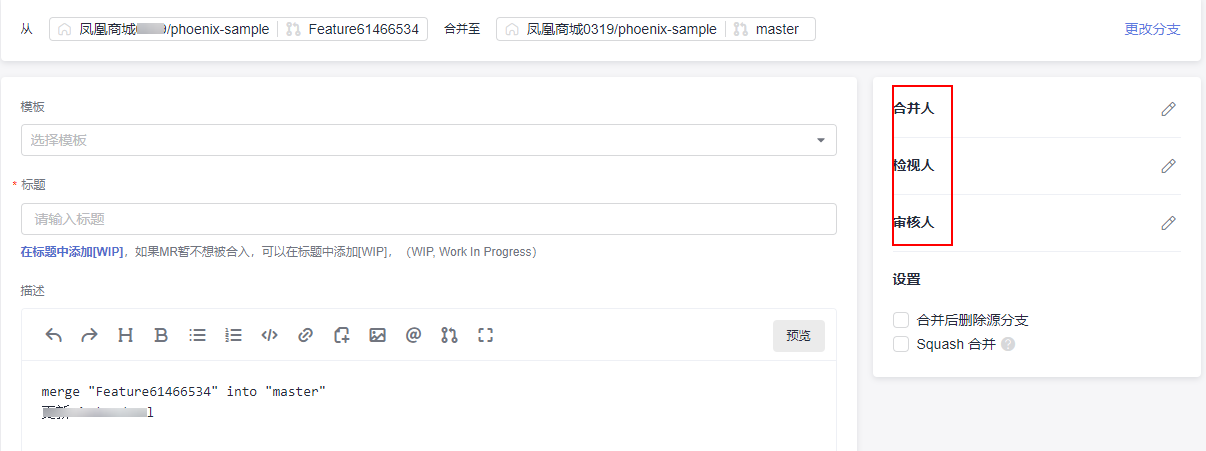 从 凤凰商城0 9/phoenix-sample Feature61466534 合并至 凤凰商城0319/phoenix-sample master 更改分支
模板
选择模板
* 标题
请输入标题
在标题中添加[WIP]，如果MR暂不想被合入，可以在标题中添加[WIP]，（WIP, Work In Progress）
描述
预览
merge "Feature61466534" into "master"
更新
合并人
检视人
审核人
设置
合并后删除源分支
Squash 合并 ?